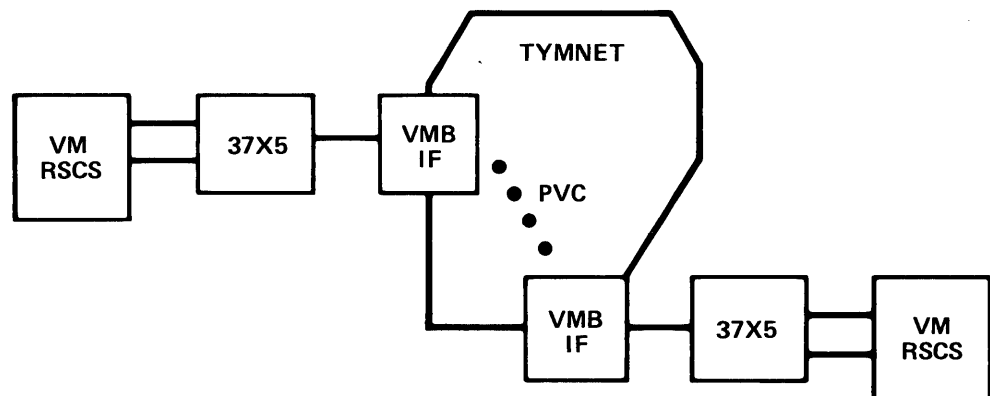 TYMNET
VM
RSCS
37X5
VMB
IF
PVC
VMB
IF
37X5
VM
RSCS